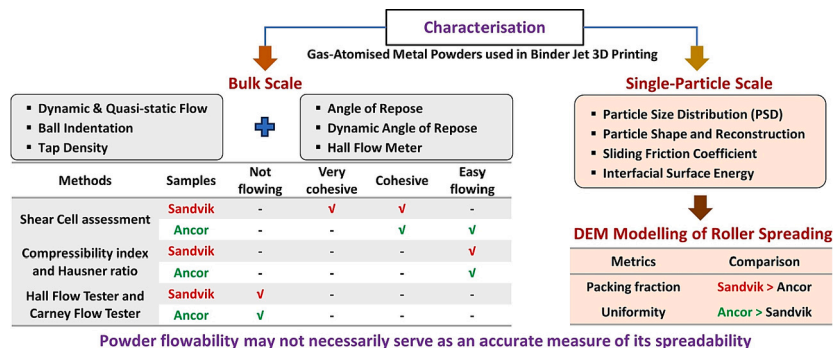 Characterisation
Gas-Atomised Metal Powders used in Binder Jet 3D Printing
Bulk Scale
▪ Dynamic & Quasi-static Flow
▪ Ball Indentation
▪ Tap Density
▪ Angle of Repose
▪ Dynamic Angle of Repose
▪ Hall Flow Meter
Methods Samples Not flowing Very cohesive Cohesive Easy flowing
Shear Cell assessment Sandvik - √ √ -
Ancor - - √ √
Compressibility index and Hausner ratio Sandvik - - - √
Ancor - - - √
Hall Flow Tester and Carney Flow Tester Sandvik √ - - -
Ancor √ - - -
Single-Particle Scale
▪ Particle Size Distribution (PSD)
▪ Particle Shape and Reconstruction
▪ Sliding Friction Coefficient
▪ Interfacial Surface Energy
DEM Modelling of Roller Spreading
Metrics Comparison
Packing fraction Sandvik > Ancor
Uniformity Ancor > Sandvik
Powder flowability may not necessarily serve as an accurate measure of its spreadability